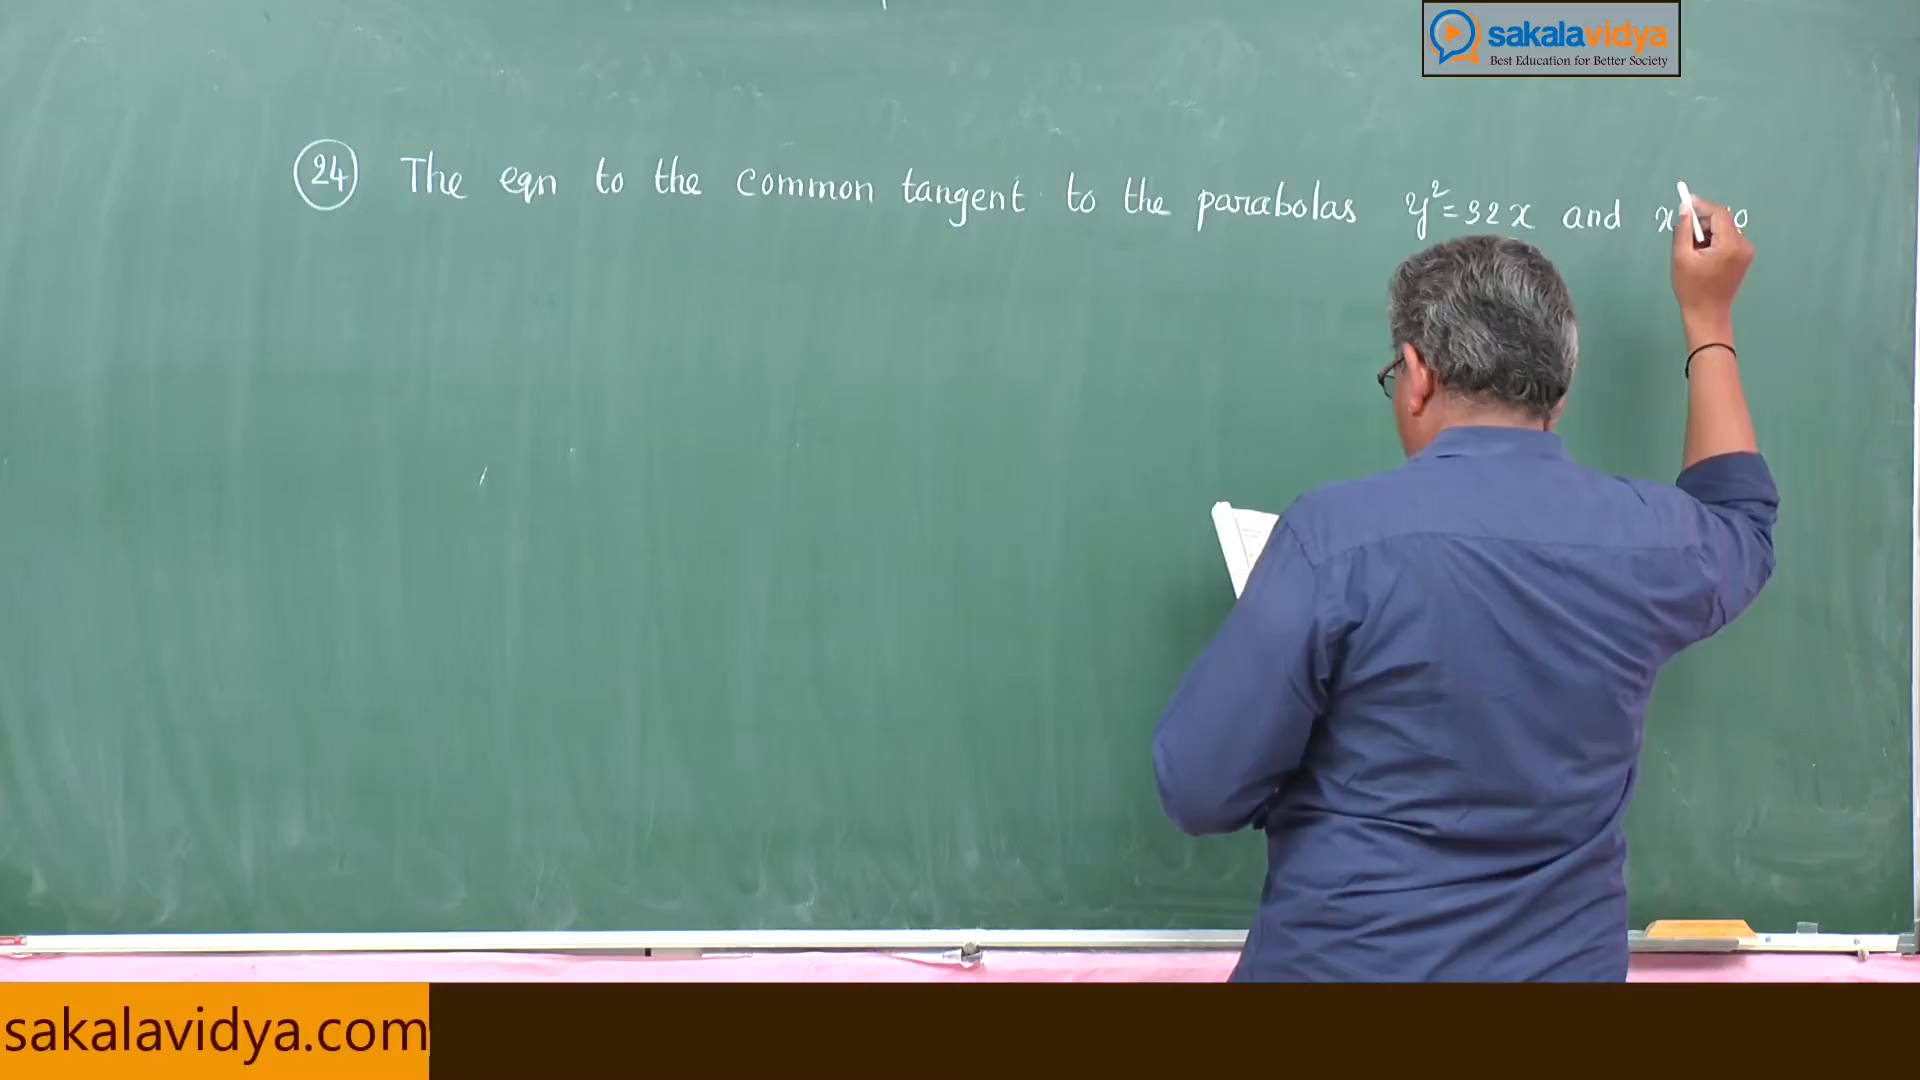 sakalavidya
Best Education for Better Society
24 The eqn to the common tangent to the parabolas y²=32x and x
sakalavidya.com